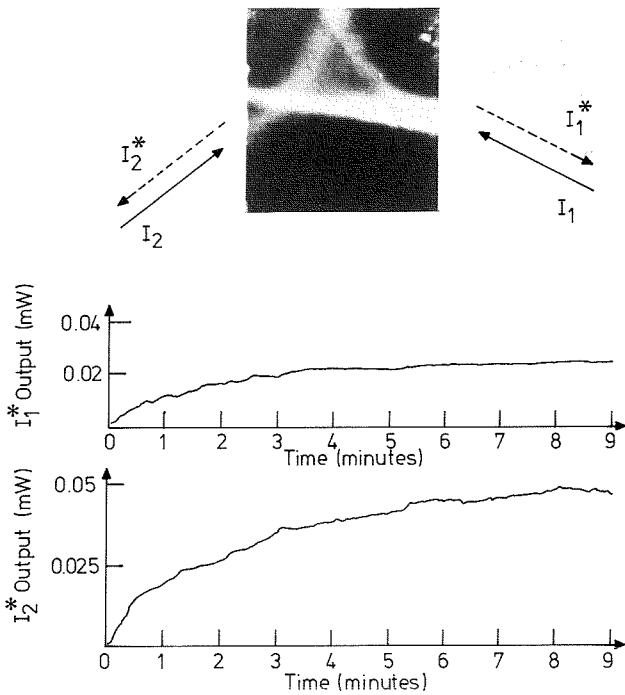 I₂*
I₂
I₁*
I₁
I₁* Output (mW)
0.04
0.02
0 1 2 3 4 5 6 7 8 9
Time (minutes)
I₂* Output (mW)
0.05
0.025
0 1 2 3 4 5 6 7 8 9
Time (minutes)